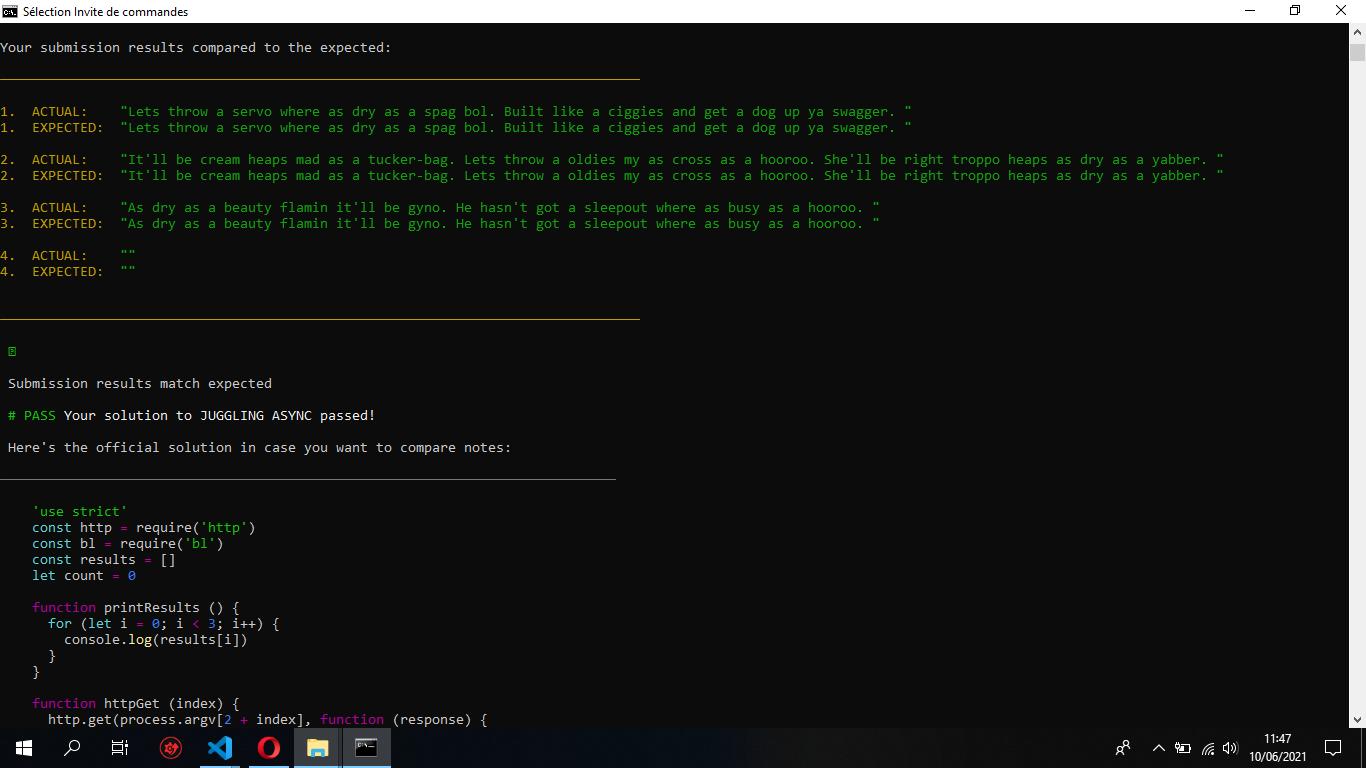 Sélection Invite de commandes
Your submission results compared to the expected:
1. ACTUAL: "Lets throw a servo where as dry as a spag bol. Built like a ciggies and get a dog up ya swagger. "
1. EXPECTED: "Lets throw a servo where as dry as a spag bol. Built like a ciggies and get a dog up ya swagger. "
2. ACTUAL: "It'll be cream heaps mad as a tucker-bag. Lets throw a oldies my as cross as a hooroo. She'll be right troppo heaps as dry as a yabber. "
2. EXPECTED: "It'll be cream heaps mad as a tucker-bag. Lets throw a oldies my as cross as a hooroo. She'll be right troppo heaps as dry as a yabber. "
3. ACTUAL: "As dry as a beauty flamin it'll be gyno. He hasn't got a sleepout where as busy as a hooroo. "
3. EXPECTED: "As dry as a beauty flamin it'll be gyno. He hasn't got a sleepout where as busy as a hooroo. "
4. ACTUAL: ""
4. EXPECTED: ""
Submission results match expected
# PASS Your solution to JUGGLING ASYNC passed!
Here's the official solution in case you want to compare notes:
'use strict'
const http = require('http')
const bl = require('bl')
const results = []
let count = 0
function printResults () {
for (let i = 0; i < 3; i++) {
console.log(results[i])
}
}
function httpGet (index) {
http.get(process.argv[2 + index], function (response) {
11:47
10/06/2021